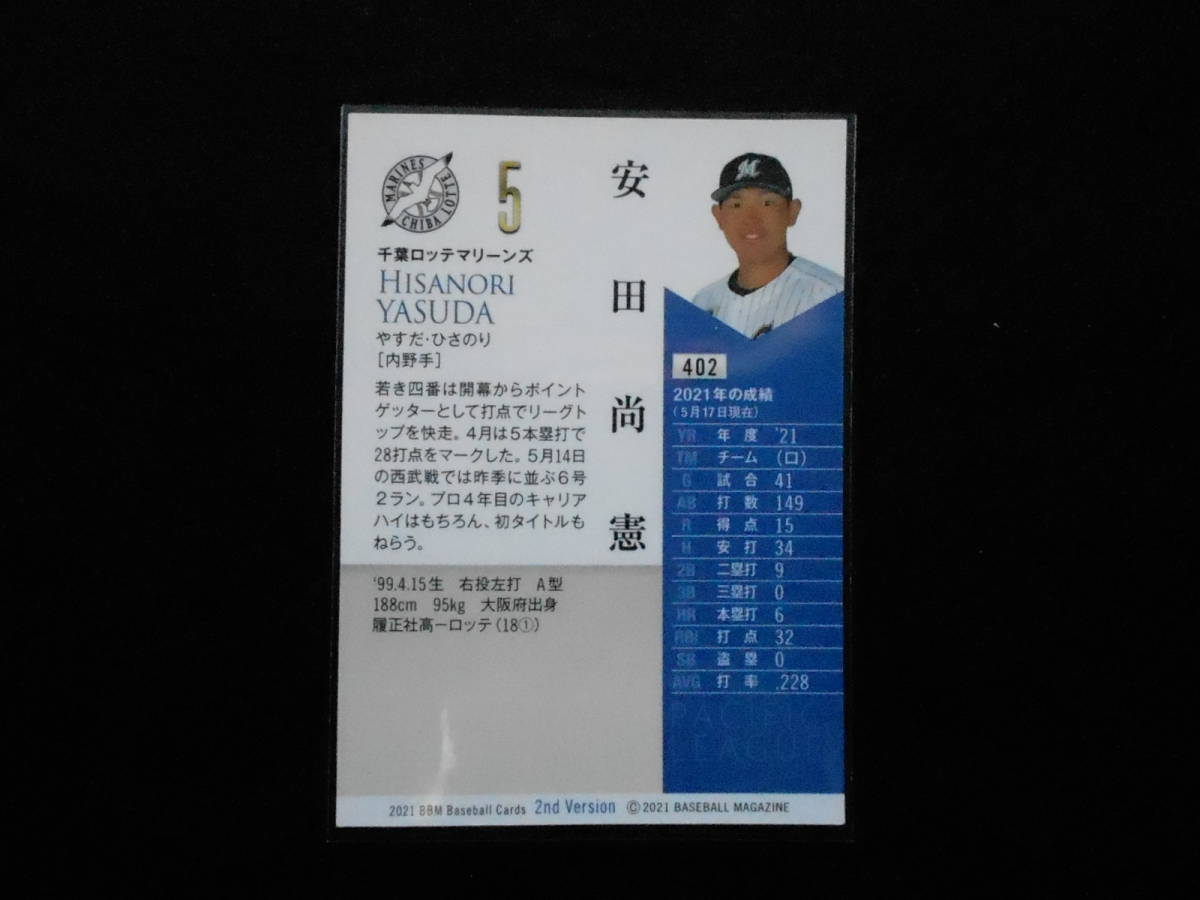 MARINES
CHIBA LOTTE
5
千葉ロッテマリーンズ
HISANORI
YASUDA
やすだ・ひさのり
[内野手]
安田尚憲
若き四番は開幕からポイント
ゲッターとして打点でリーグト
ップを快走。4月は5本塁打で
28打点をマークした。5月14日
の西武戦では昨季に並ぶ6号
2ラン。プロ4年目のキャリア
ハイはもちろん、初タイトルも
ねらう。
'99.4.15生 右投左打 A型
188cm 95kg 大阪府出身
履正社高－ロッテ(18①)
M
402
2021年の成績
(5月17日現在)
YR 年度 '21
TM チーム (ロ)
G 試合 41
AB 打数 149
R 得点 15
H 安打 34
2B 二塁打 9
3B 三塁打 0
HR 本塁打 6
RBI 打点 32
SB 盗塁 0
AVG 打率 .228
PACIFIC
LEAGUE
2021 BBM Baseball Cards 2nd Version ©2021 BASEBALL MAGAZINE